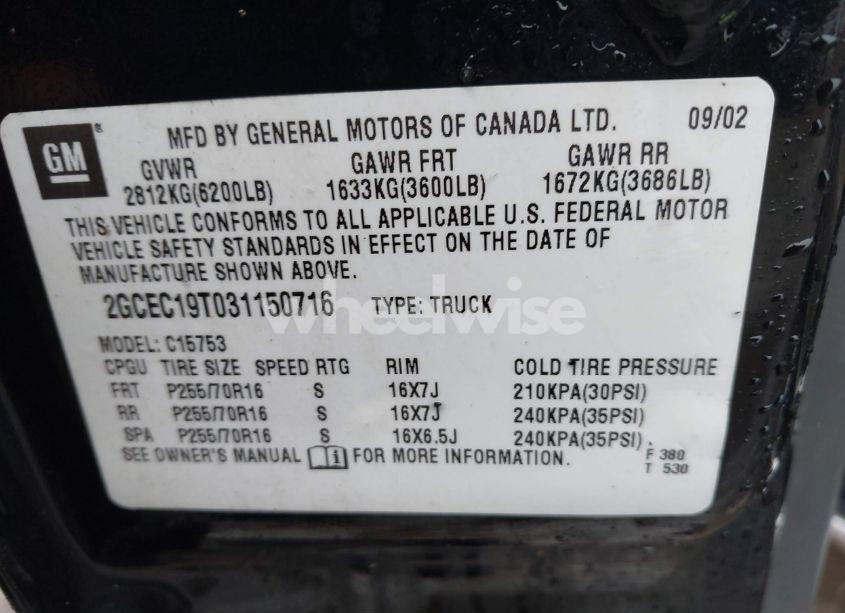 GM ®
MFD BY GENERAL MOTORS OF CANADA LTD. 09/02
GVWR GAWR FRT GAWR RR
2812KG(6200LB) 1633KG(3600LB) 1672KG(3686LB)
THIS VEHICLE CONFORMS TO ALL APPLICABLE U.S. FEDERAL MOTOR
VEHICLE SAFETY STANDARDS IN EFFECT ON THE DATE OF
MANUFACTURE SHOWN ABOVE.
2GCEC19T031150716 TYPE: TRUCK
wheelwise
MODEL: C15753
CPGU TIRE SIZE SPEED RTG RIM COLD TIRE PRESSURE
FRT P255/70R16 S 16X7J 210KPA(30PSI)
RR P255/70R16 S 16X7J 240KPA(35PSI)
SPA P255/70R16 S 16X6.5J 240KPA(35PSI)
SEE OWNER'S MANUAL FOR MORE INFORMATION.
F 380
T 530